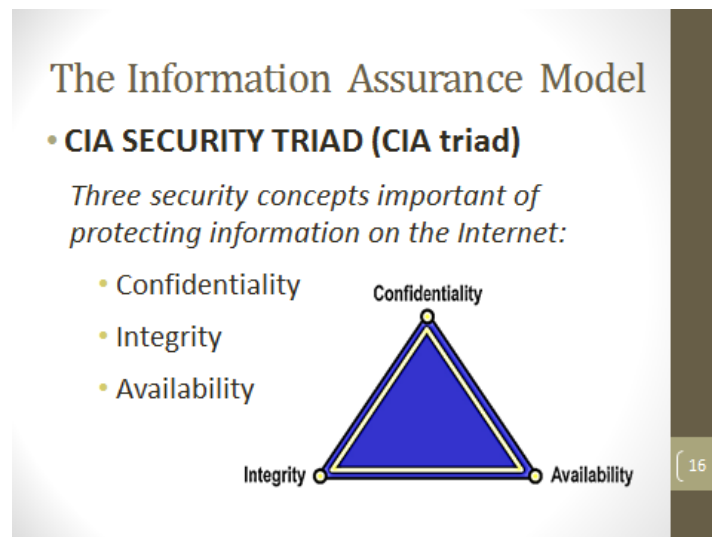 The Information Assurance Model
• CIA SECURITY TRIAD (CIA triad)
Three security concepts important of
protecting information on the Internet:
• Confidentiality
• Integrity
• Availability
Confidentiality
Integrity
Availability
16